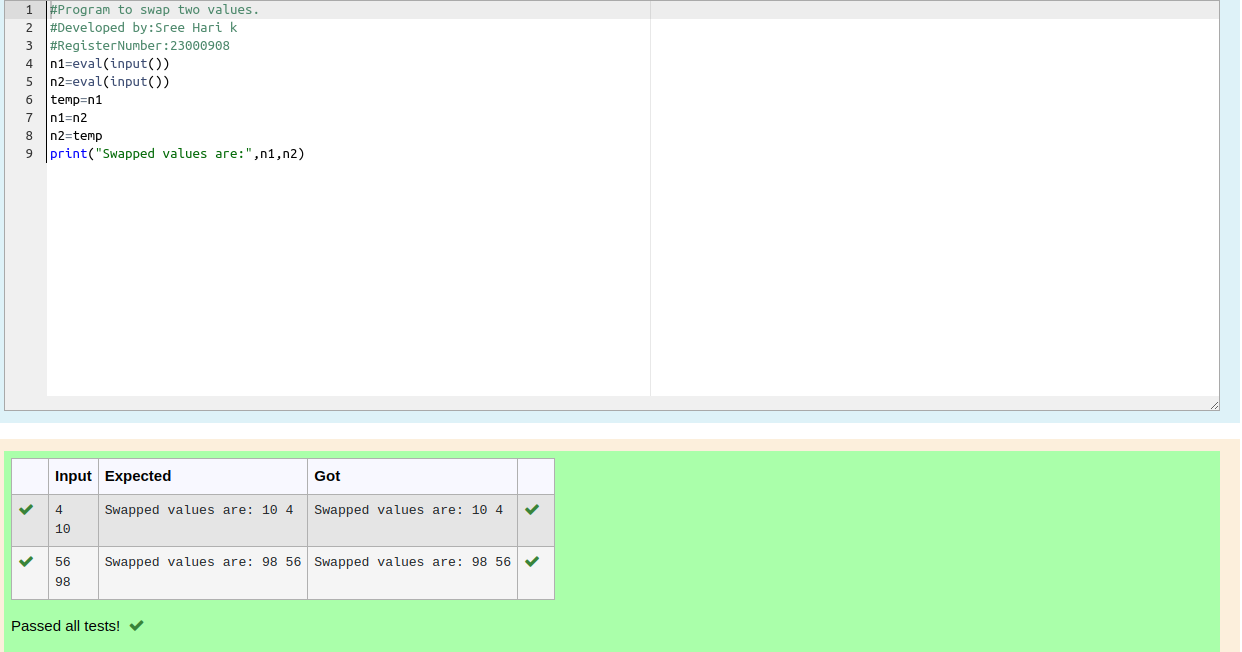 1 #Program to swap two values.
2 #Developed by:Sree Hari k
3 #RegisterNumber:23000908
4 n1=eval(input())
5 n2=eval(input())
6 temp=n1
7 n1=n2
8 n2=temp
9 print("Swapped values are:",n1,n2)
Input Expected Got
4 Swapped values are: 10 4 Swapped values are: 10 4
10
56 Swapped values are: 98 56 Swapped values are: 98 56
98
Passed all tests!